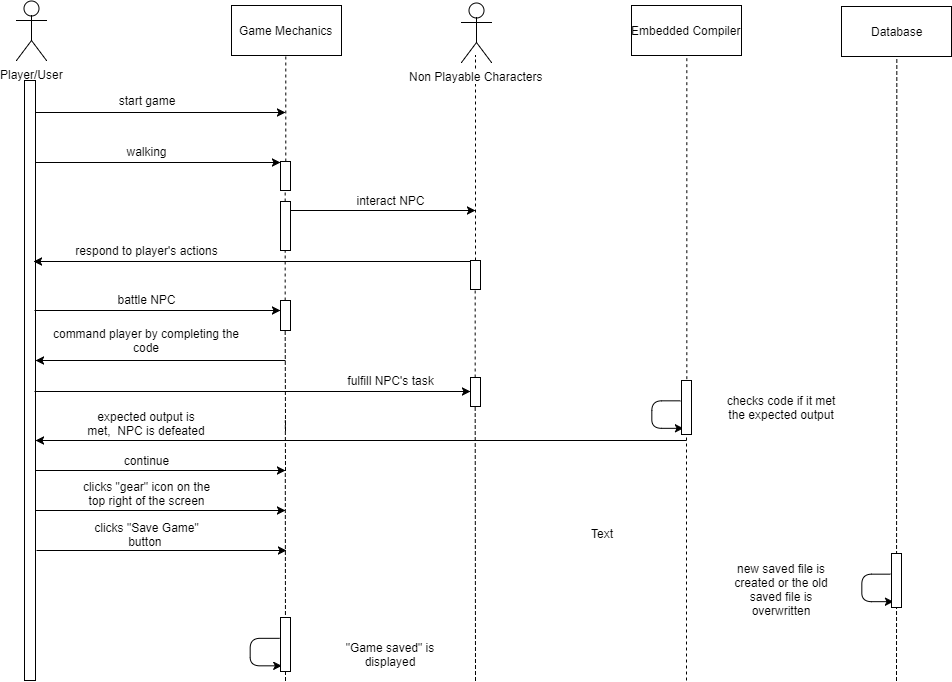 Player/User
Game Mechanics
Non Playable Characters
Embedded Compiler
Database
start game
walking
interact NPC
respond to player's actions
battle NPC
command player by completing the
code
fulfill NPC's task
checks code if it met
the expected output
expected output is
met,  NPC is defeated
continue
clicks "gear" icon on the
top right of the screen
clicks "Save Game"
button
Text
new saved file is
created or the old
saved file is
overwritten
"Game saved" is
displayed